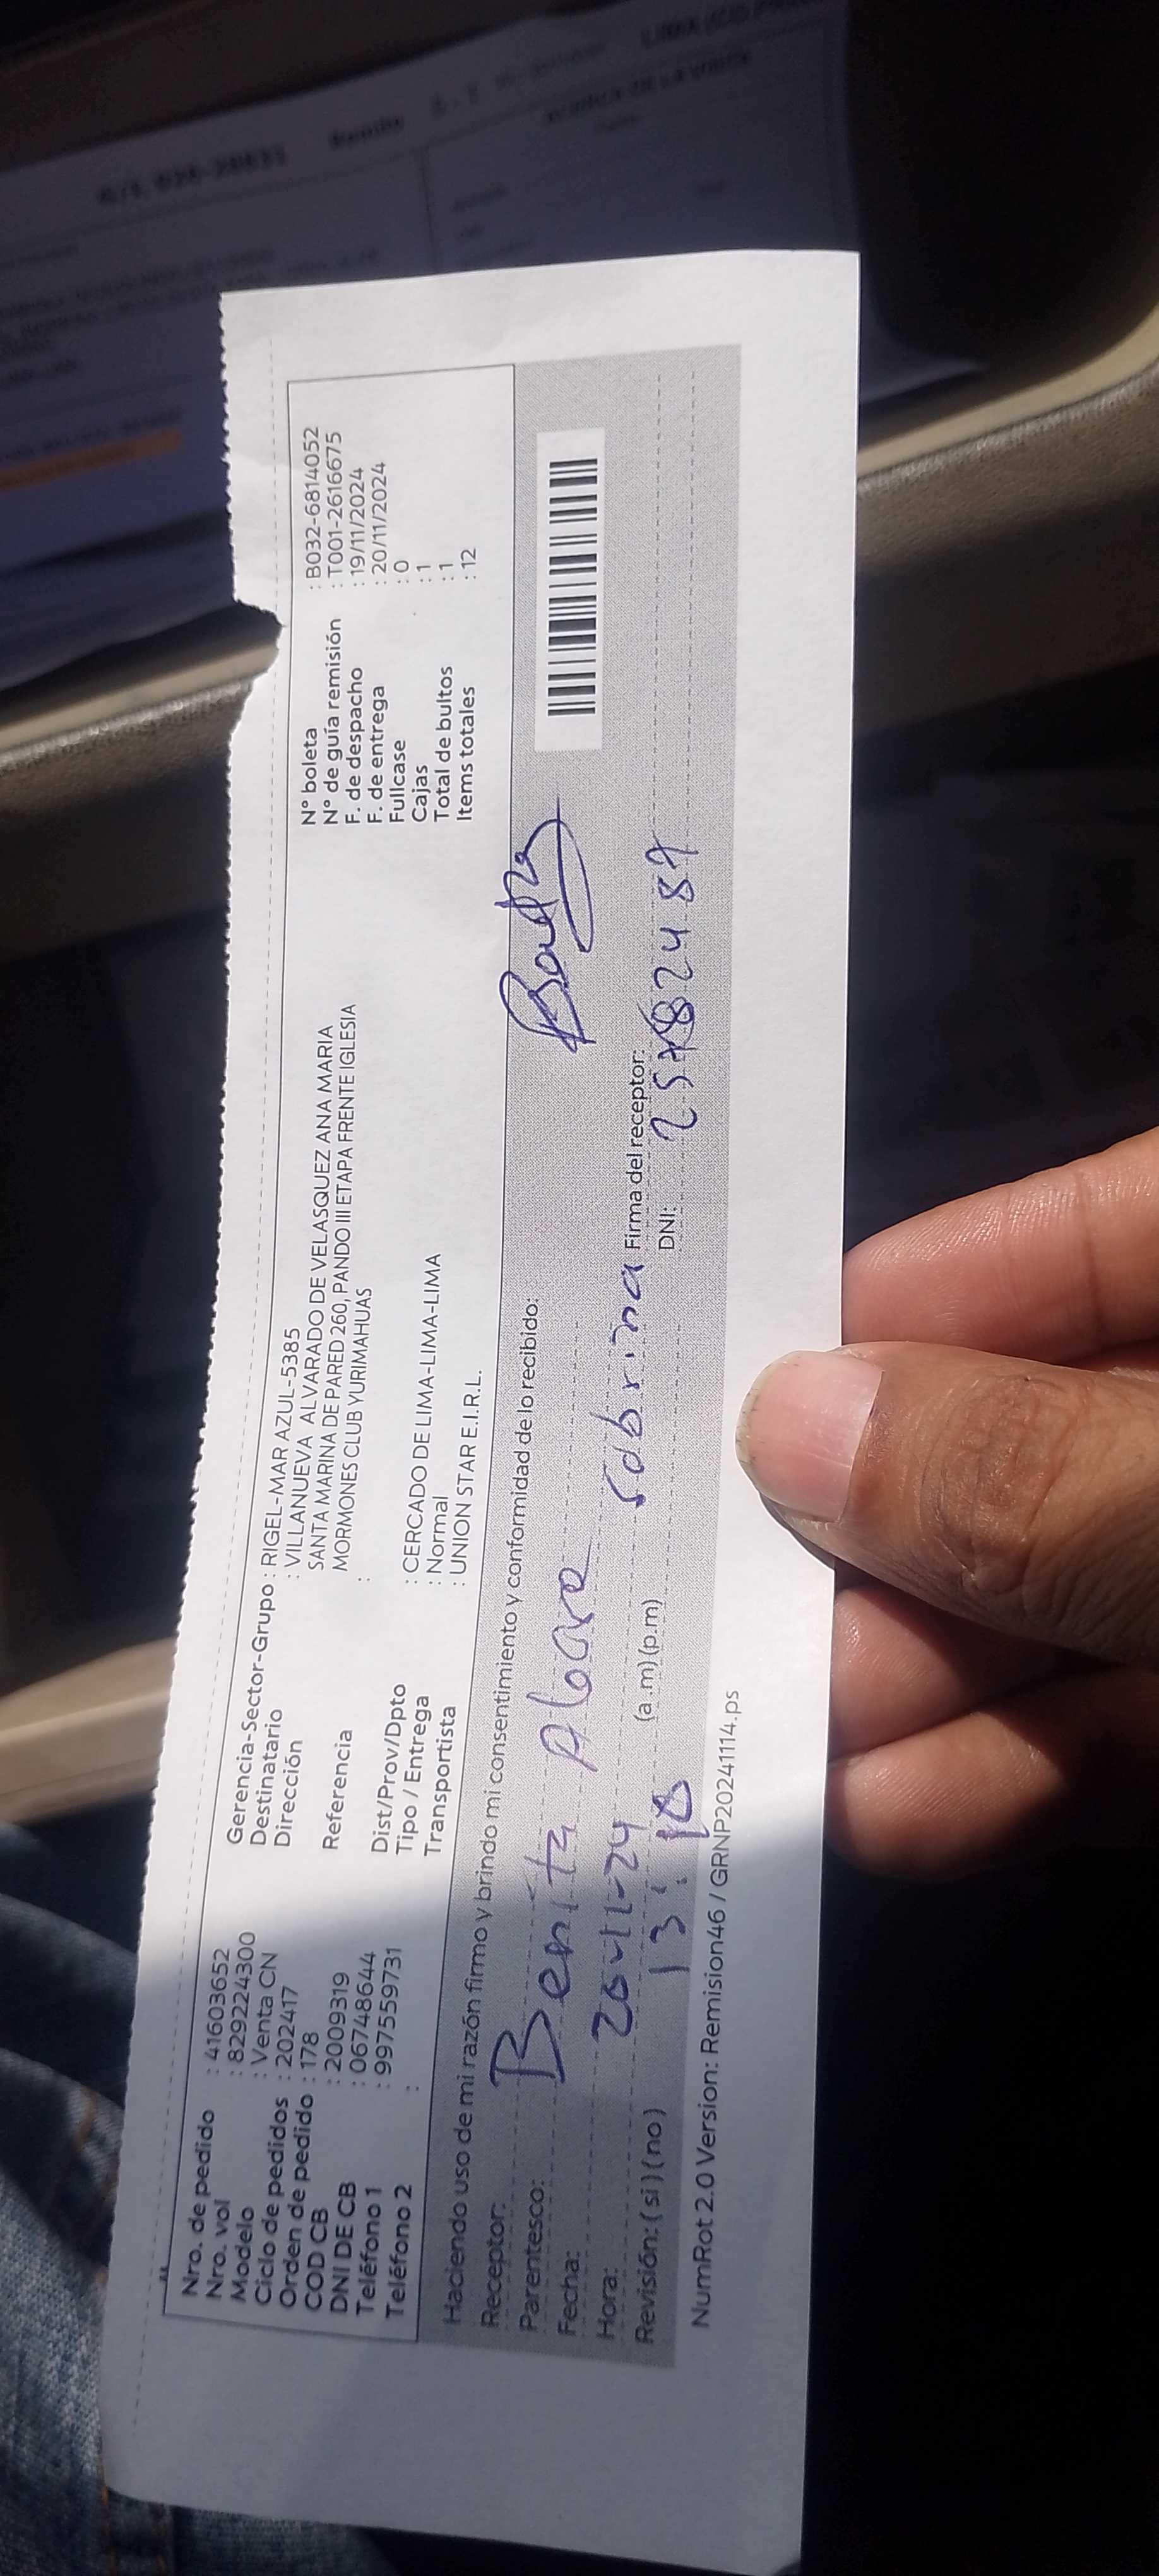 Nro. de pedido : 41603652
Nro. vol : 829224300
Modelo : Venta CN
Ciclo de pedidos : 202417
Orden de pedido : 178
COD CB : 2009319
DNI DE CB : 06748644
Teléfono 1 : 997559731
Teléfono 2 :
Gerencia-Sector-Grupo : RIGEL-MAR AZUL-5385
Destinatario : VILLANUEVA ALVARADO DE VELASQUEZ ANA MARIA
Dirección SANTA MARINA DE PARED 260, PANDO III ETAPA FRENTE IGLESIA
MORMONES CLUB YURIMAHUAS
Referencia :
Dist/Prov/Dpto : CERCADO DE LIMA-LIMA-LIMA
Tipo / Entrega : Normal
Transportista : UNION STAR E.I.R.L.
N° boleta : B032-6814052
N° de guía remisión : T001-2616675
F. de despacho : 19/11/2024
F. de entrega : 20/11/2024
Fullcase : 0
Cajas : 1
Total de bultos : 1
Items totales : 12
Haciendo uso de mi razón firmo y brindo mi consentimiento y conformidad de lo recibido:
Receptor: Benita
Parentesco: sabrina
Fecha: 20-11-24
Hora: 13:10 (a .m) (p.m)
Revisión: ( si ) ( no )
Firma del receptor:
DNI:
NumRot 2.0 Version: Remision46 / GRNP20241114.ps